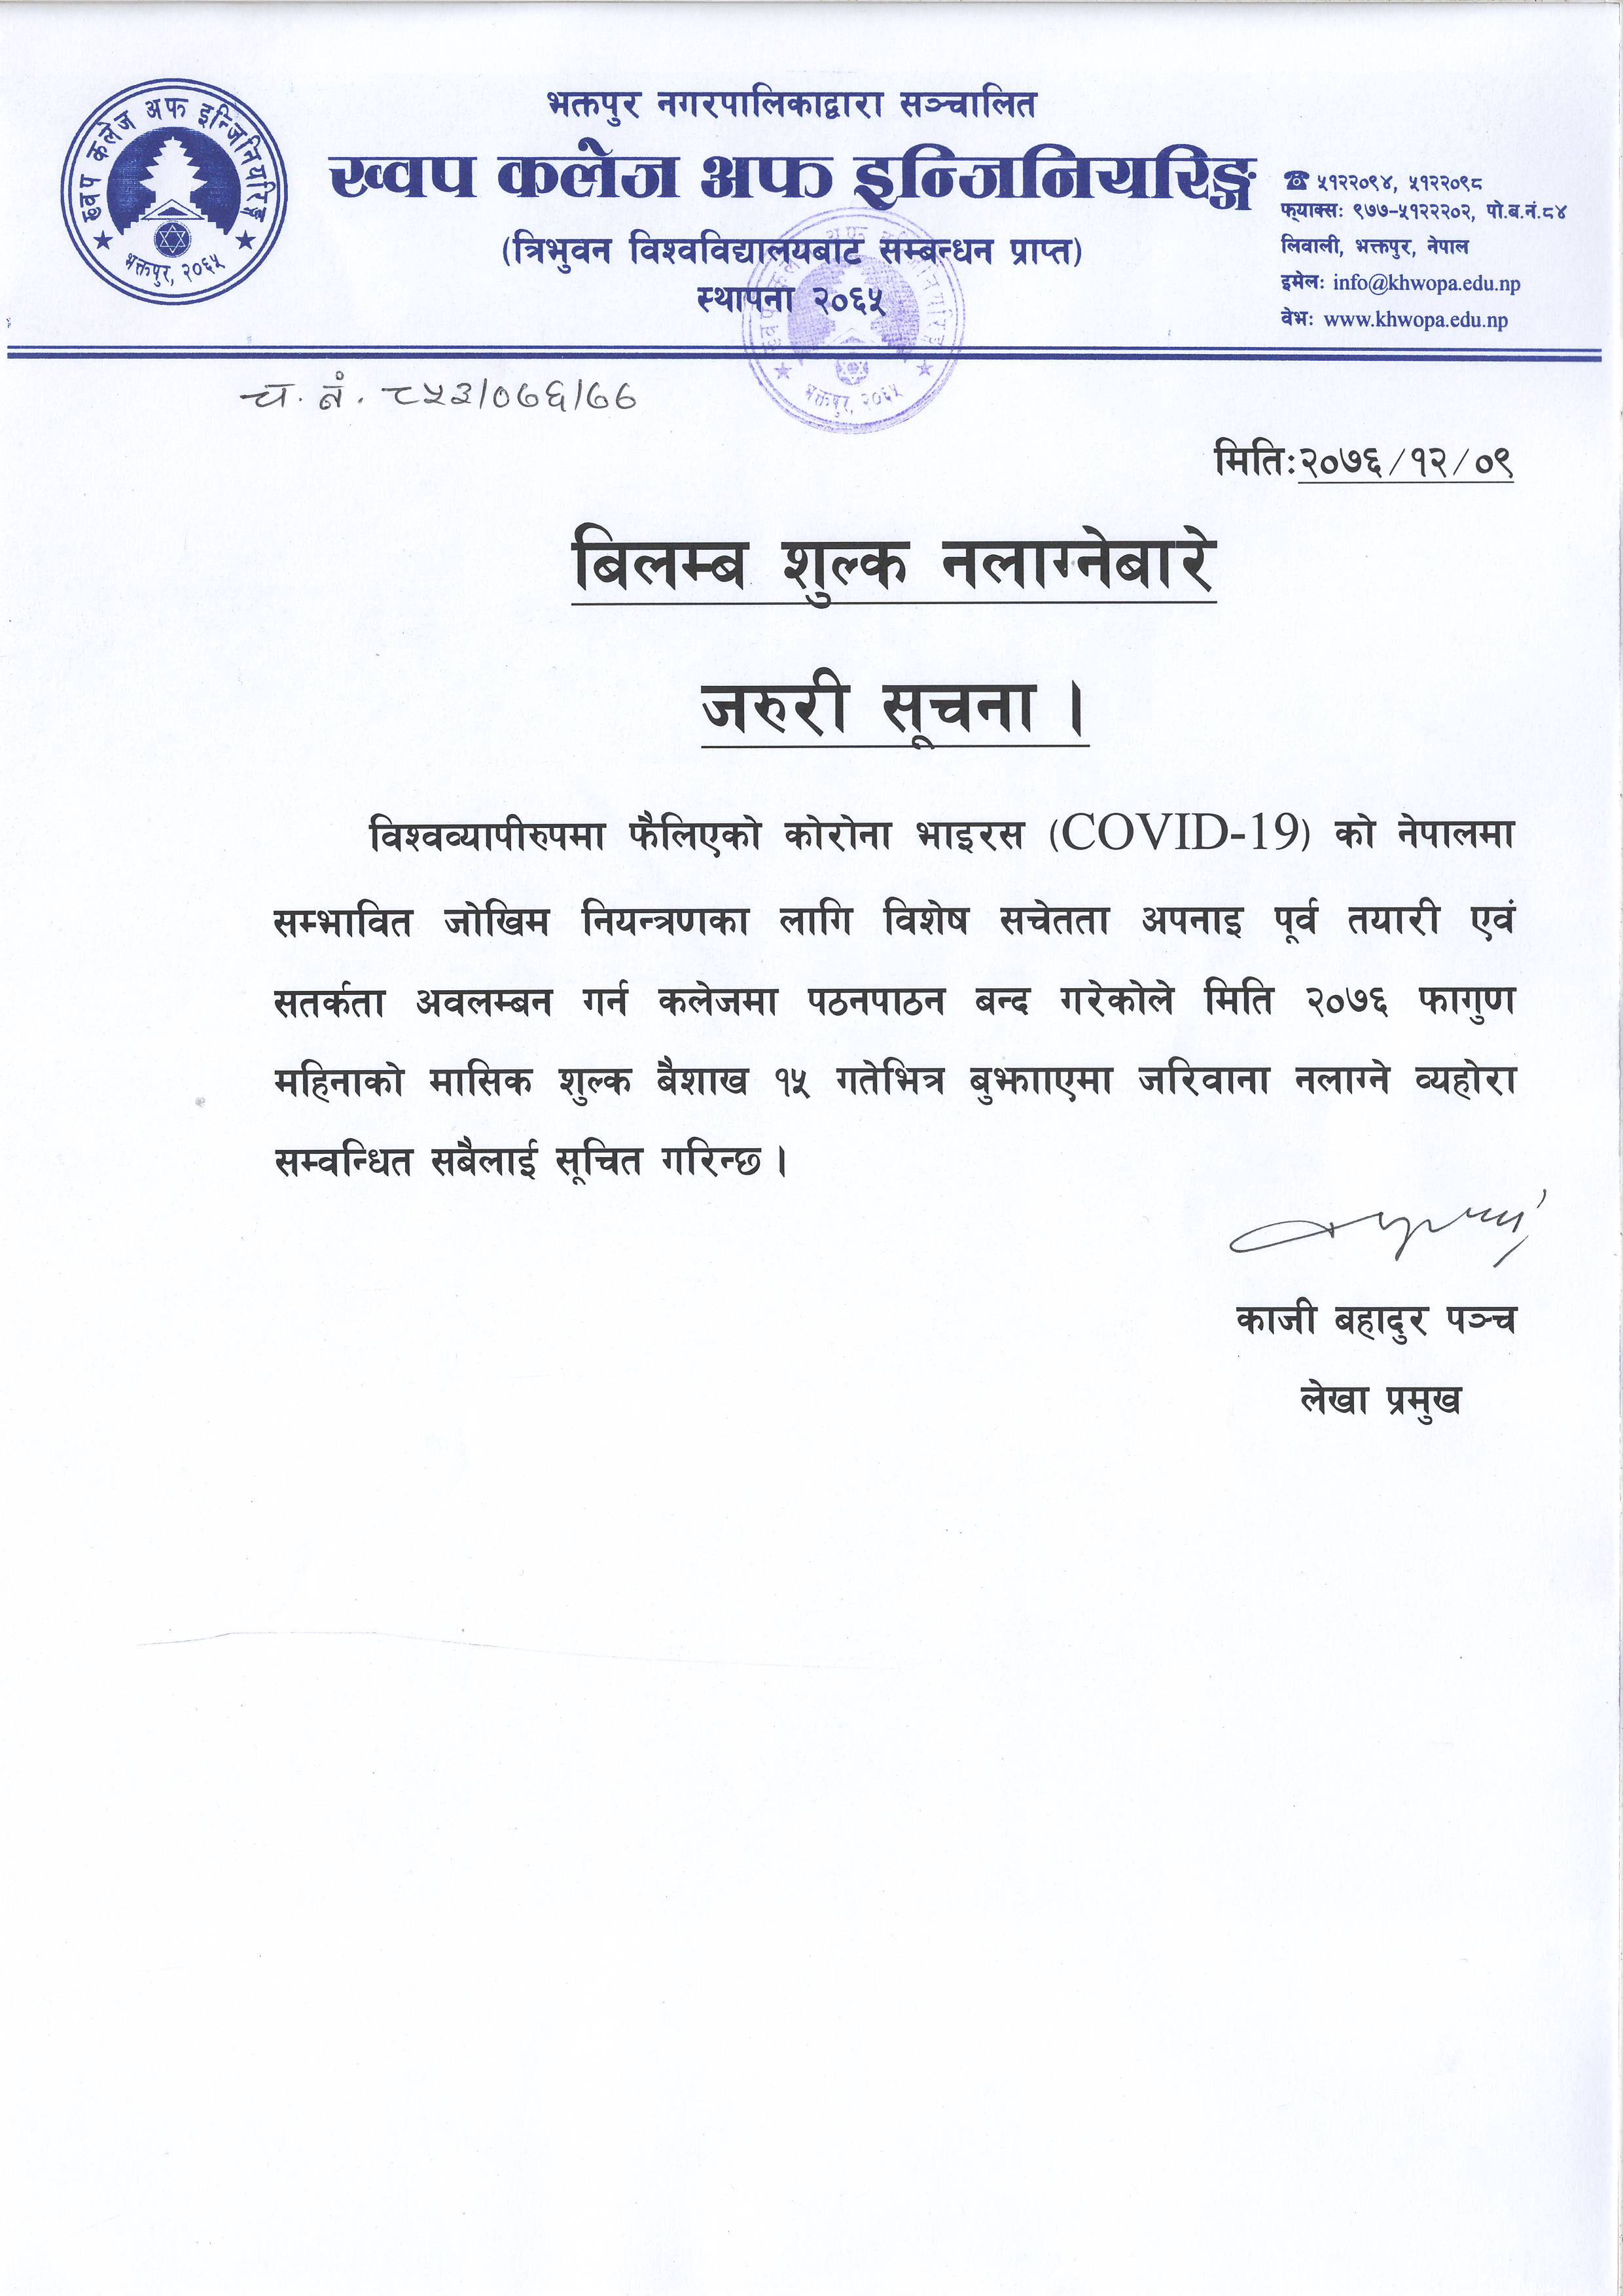 भक्तपुर नगरपालिकाद्वारा सञ्चालित
ख्वप कलेज अफ इन्जिनियरिङ्ग
(त्रिभुवन विश्वविद्यालयबाट सम्बन्धन प्राप्त)
स्थापना २०६५
ख्वप कलेज अफ इन्जिनियरिङ्ग
भक्तपुर, २०६५
☎ ५१२२०९४, ५१२२०९८
फ्याक्सः ९७७-५१२२२०२, पो.ब.नं.८४
लिवाली, भक्तपुर, नेपाल
इमेलः info@khwopa.edu.np
वेभः www.khwopa.edu.np
भक्तपुर, २०६५
च. नं. ८५३/०७६/७७
मितिः२०७६/१२/०९
बिलम्ब शुल्क नलाग्नेबारे
जरुरी सूचना ।
विश्वव्यापीरुपमा फैलिएको कोरोना भाइरस (COVID-19) को नेपालमा
सम्भावित जोखिम नियन्त्रणका लागि विशेष सचेतता अपनाइ पूर्व तयारी एवं
सतर्कता अवलम्बन गर्न कलेजमा पठनपाठन बन्द गरेकोले मिति २०७६ फागुण
महिनाको मासिक शुल्क बैशाख १५ गतेभित्र बुझााएमा जरिवाना नलाग्ने व्यहोरा
सम्वन्धित सबैलाई सूचित गरिन्छ ।
काजी बहादुर पञ्च
लेखा प्रमुख